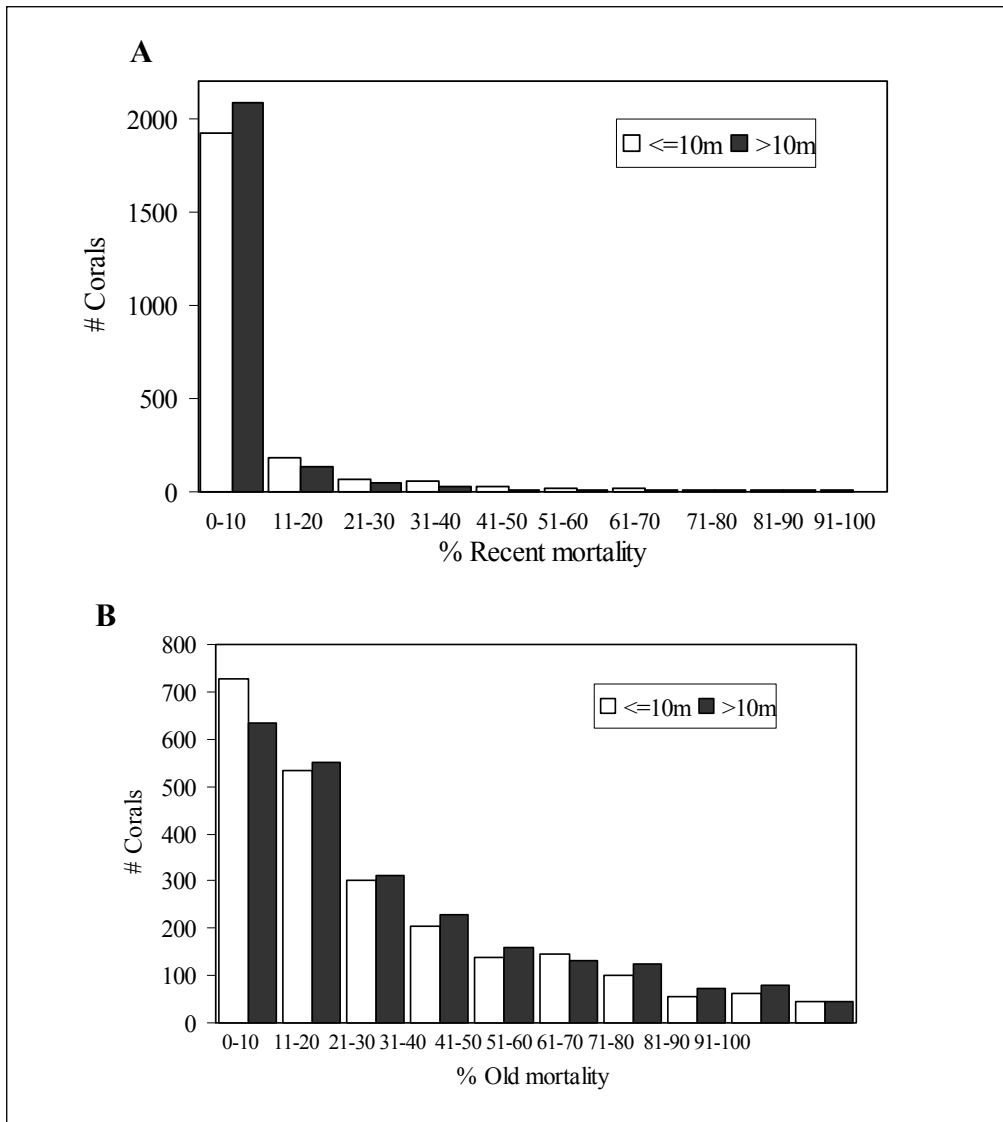 A
2000
1500
1000
500
0
# Corals
<=10m >10m
0-10 11-20 21-30 31-40 41-50 51-60 61-70 71-80 81-90 91-100
% Recent mortality
B
800
700
600
500
400
300
200
100
0
# Corals
<=10m >10m
0-10 11-20 21-30 31-40 41-50 51-60 61-70 71-80 81-90 91-100
% Old mortality